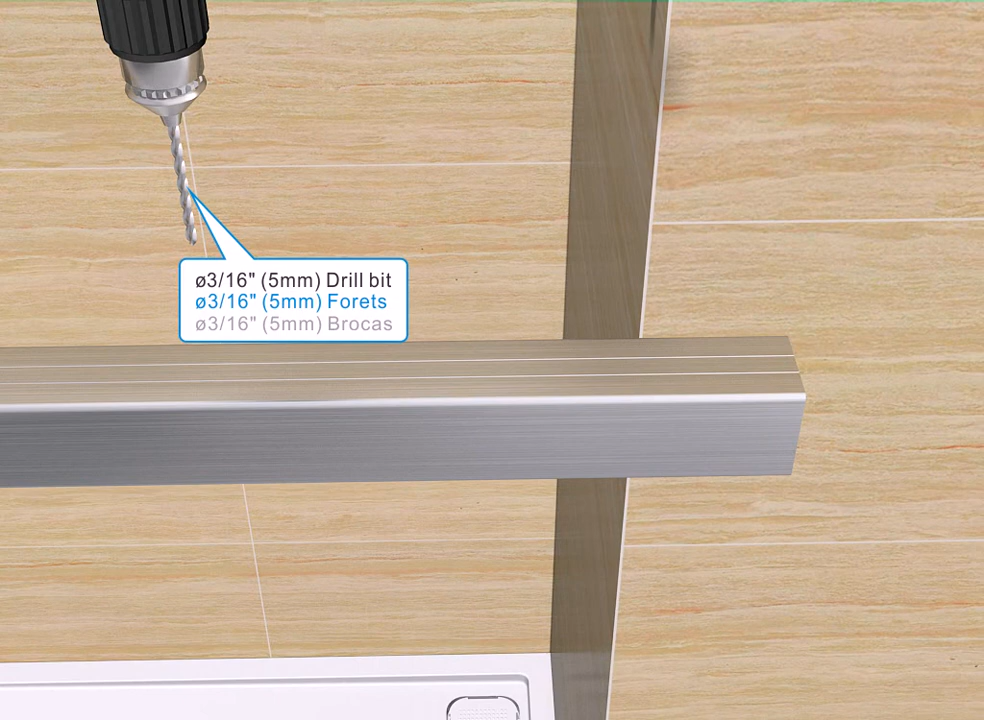 ø3/16" (5mm) Drill bit
ø3/16" (5mm) Forets
ø3/16" (5mm) Brocas